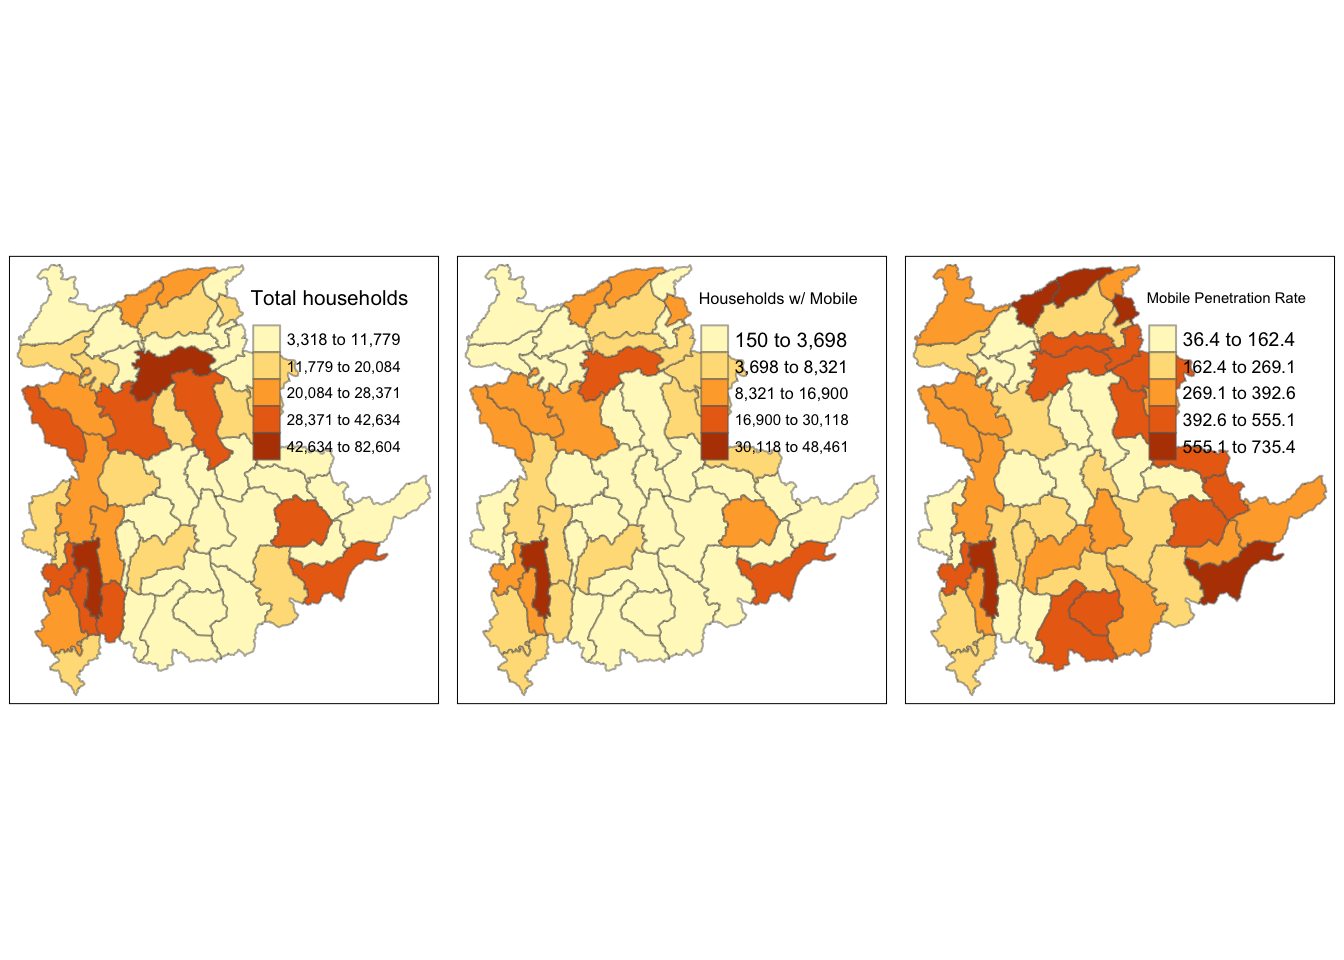 Total households
3,318 to 11,779
11,779 to 20,084
20,084 to 28,371
28,371 to 42,634
42,634 to 82,604
Households w/ Mobile
150 to 3,698
3,698 to 8,321
8,321 to 16,900
16,900 to 30,118
30,118 to 48,461
Mobile Penetration Rate
36.4 to 162.4
162.4 to 269.1
269.1 to 392.6
392.6 to 555.1
555.1 to 735.4